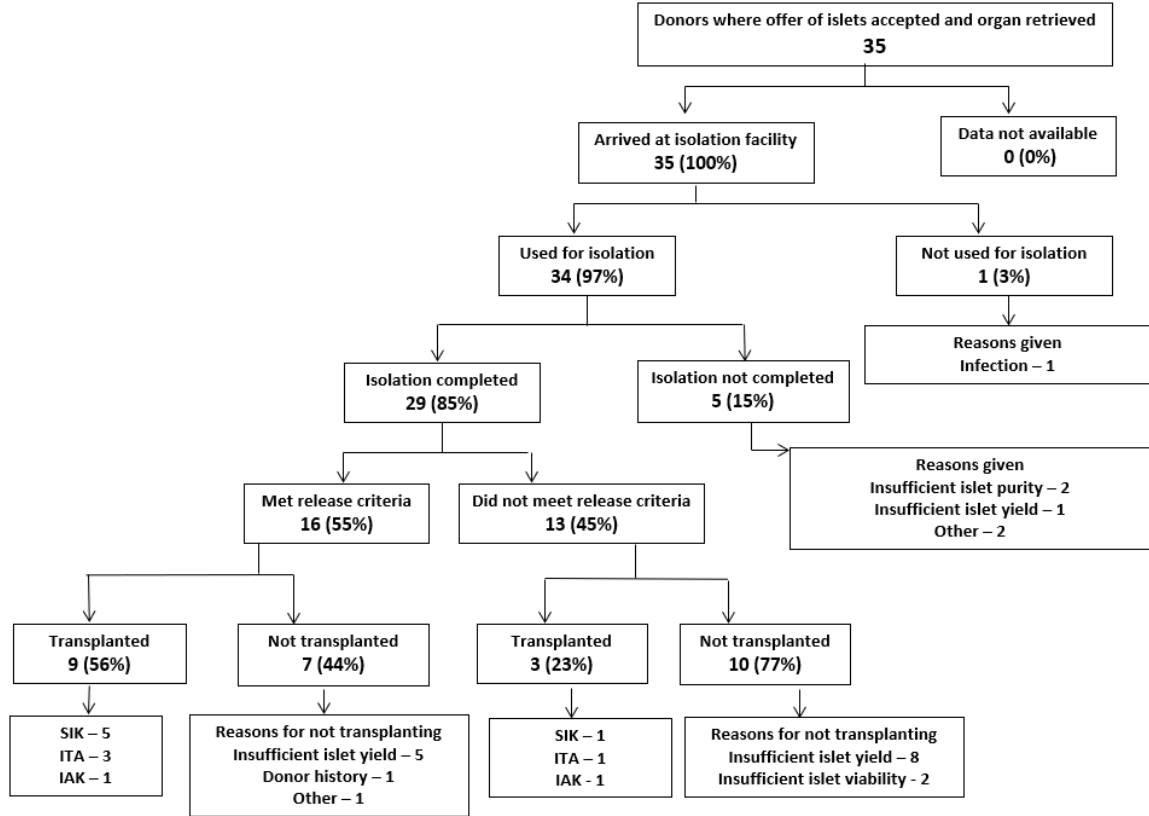 Donors where offer of islets accepted and organ retrieved
35
Arrived at isolation facility
35 (100%)
Data not available
0 (0%)
Used for isolation
34 (97%)
Not used for isolation
1 (3%)
Reasons given
Infection – 1
Isolation completed
29 (85%)
Isolation not completed
5 (15%)
Reasons given
Insufficient islet purity – 2
Insufficient islet yield – 1
Other – 2
Met release criteria
16 (55%)
Did not meet release criteria
13 (45%)
Transplanted
9 (56%)
Not transplanted
7 (44%)
Transplanted
3 (23%)
Not transplanted
10 (77%)
SIK – 5
ITA – 3
IAK – 1
Reasons for not transplanting
Insufficient islet yield – 5
Donor history – 1
Other – 1
SIK – 1
ITA – 1
IAK - 1
Reasons for not transplanting
Insufficient islet yield – 8
Insufficient islet viability - 2